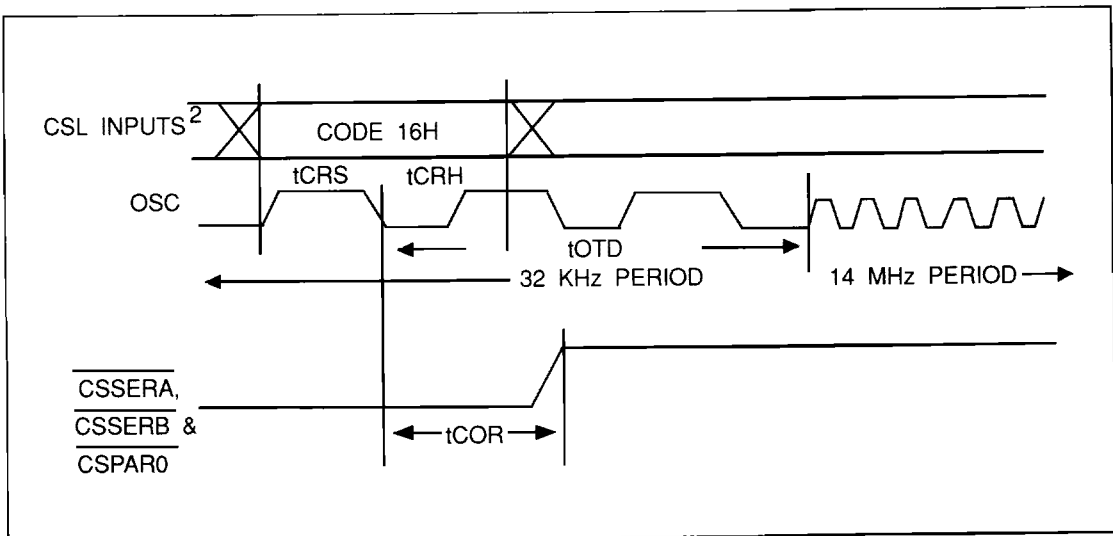 CSL INPUTS2
CODE 16H
tCRS
tCRH
OSC
tOTD
32 KHz PERIOD
14 MHz PERIOD
CSSERA,
CSSERB &
CSPAR0
tCOR